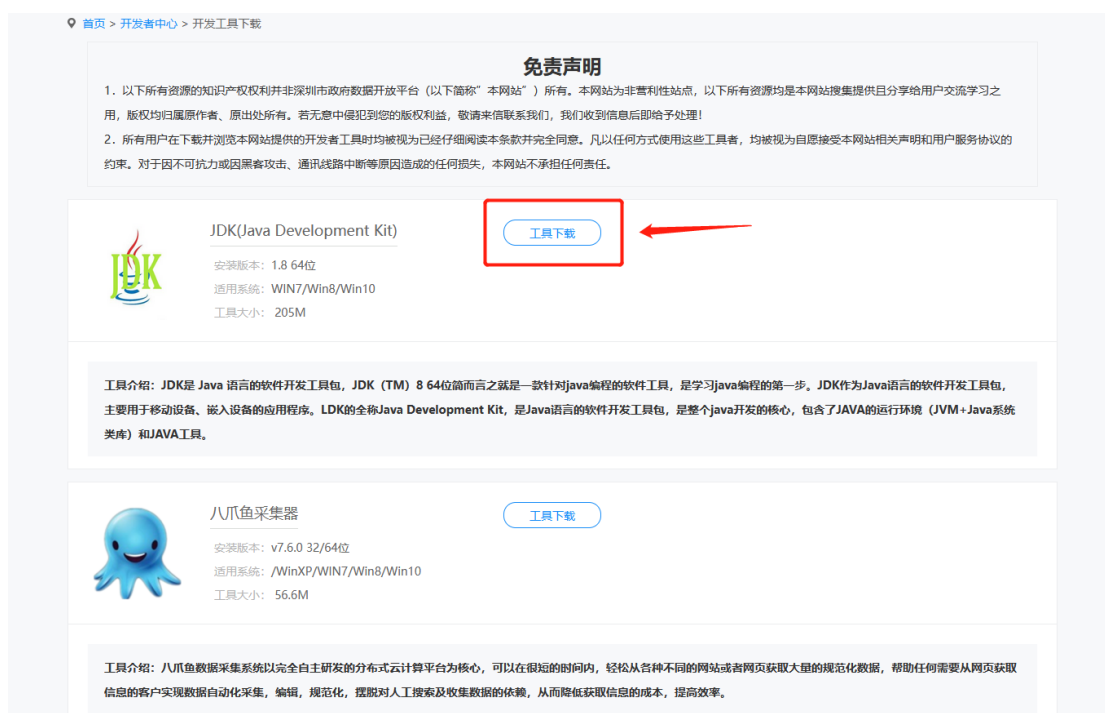 首页 > 开发者中心 > 开发工具下载
免责声明
1. 以下所有资源的知识产权权利并非深圳市政府数据开放平台（以下简称”本网站“）所有。本网站为非营利性站点，以下所有资源均是本网站搜集提供且分享给用户交流学习之
用，版权均归属原作者、原出处所有。若无意中侵犯到您的版权利益，敬请来信联系我们，我们收到信息后即给予处理！
2. 所有用户在下载并浏览本网站提供的开发者工具时均被视为已经仔细阅读本条款并完全同意。凡以任何方式使用这些工具者，均被视为自愿接受本网站相关声明和用户服务协议的
约束。对于因不可抗力或因黑客攻击、通讯线路中断等原因造成的任何损失，本网站不承担任何责任。
JDK
JDK(Java Development Kit)
工具下载
安装版本：1.8 64位
适用系统：WIN7/Win8/Win10
工具大小： 205M
工具介绍：JDK是 Java 语言的软件开发工具包，JDK（TM）8 64位简而言之就是一款针对java编程的软件工具，是学习java编程的第一步。JDK作为Java语言的软件开发工具包，
主要用于移动设备、嵌入设备的应用程序。LDK的全称Java Development Kit，是Java语言的软件开发工具包，是整个java开发的核心，包含了JAVA的运行环境（JVM+Java系统
类库）和JAVA工具。
八爪鱼采集器
工具下载
安装版本：v7.6.0 32/64位
适用系统：/WinXP/WIN7/Win8/Win10
工具大小： 56.6M
工具介绍：八爪鱼数据采集系统以完全自主研发的分布式云计算平台为核心，可以在很短的时间内，轻松从各种不同的网站或者网页获取大量的规范化数据，帮助任何需要从网页获取
信息的客户实现数据自动化采集，编辑，规范化，摆脱对人工搜索及收集数据的依赖，从而降低获取信息的成本，提高效率。